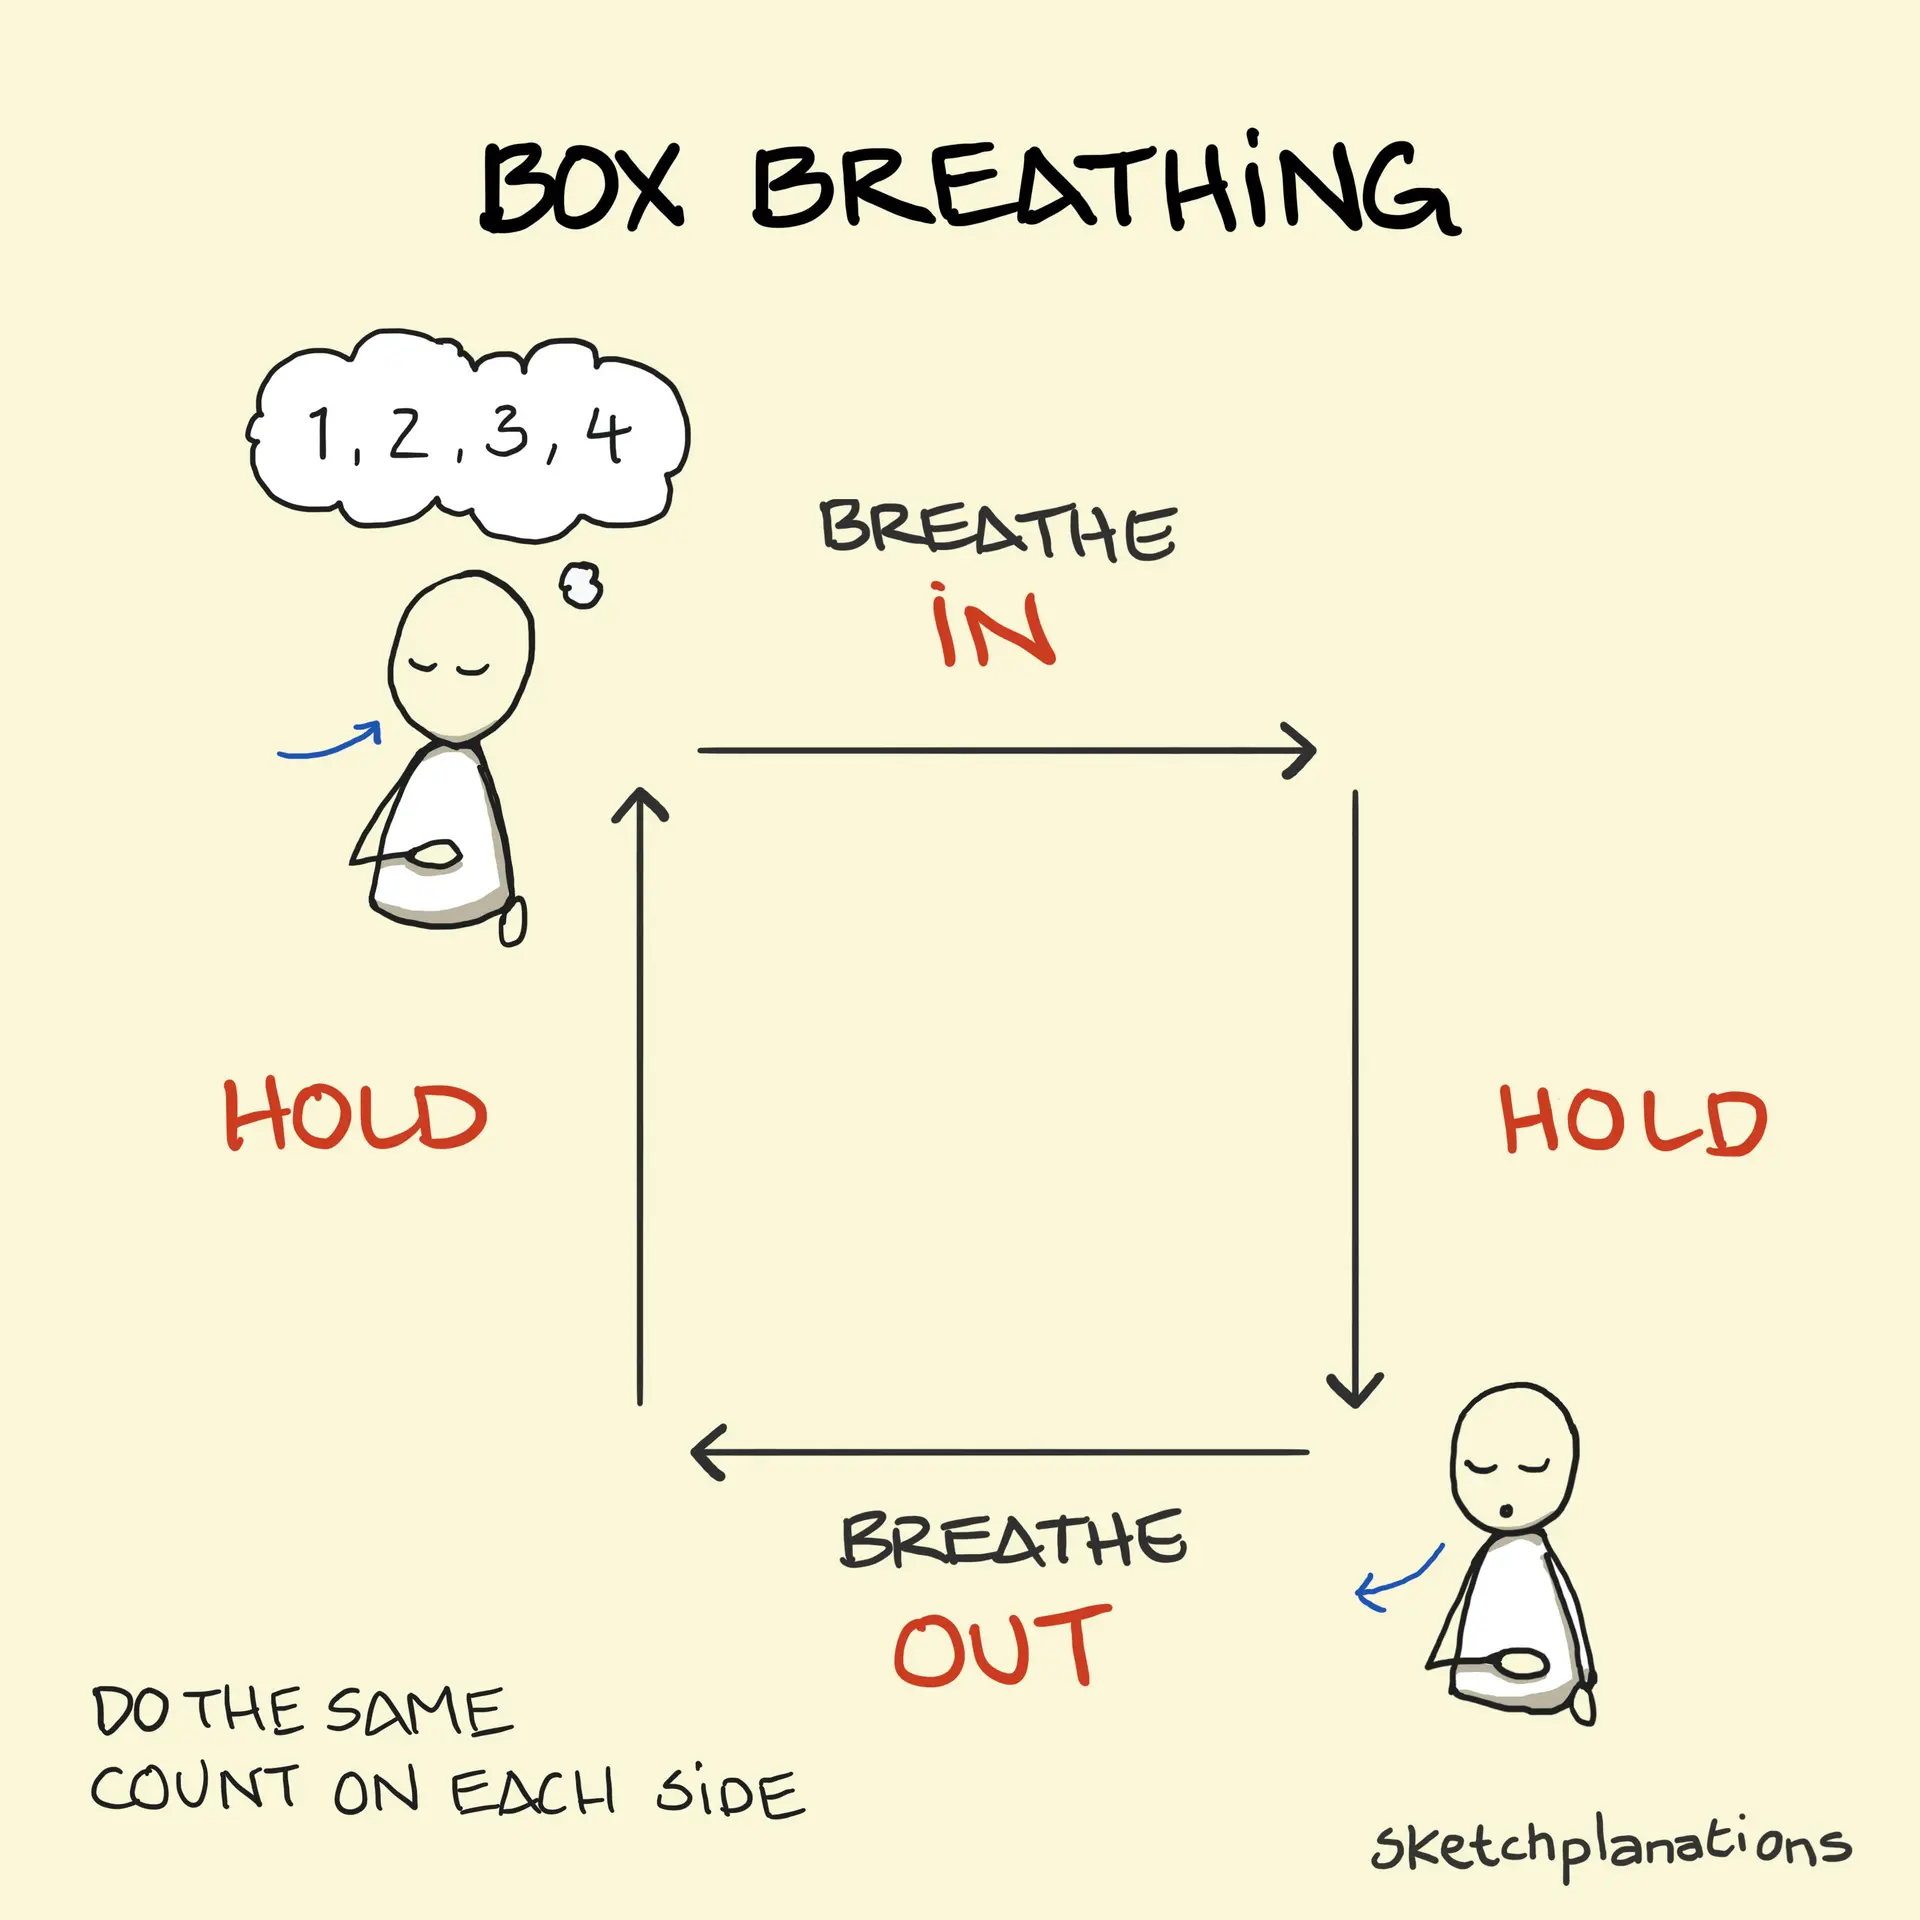 BOX BREATHING
1, 2, 3, 4
BREATHE
IN
HOLD
HOLD
BREATHE
OUT
DO THE SAME
COUNT ON EACH SIDE
sketchplanations